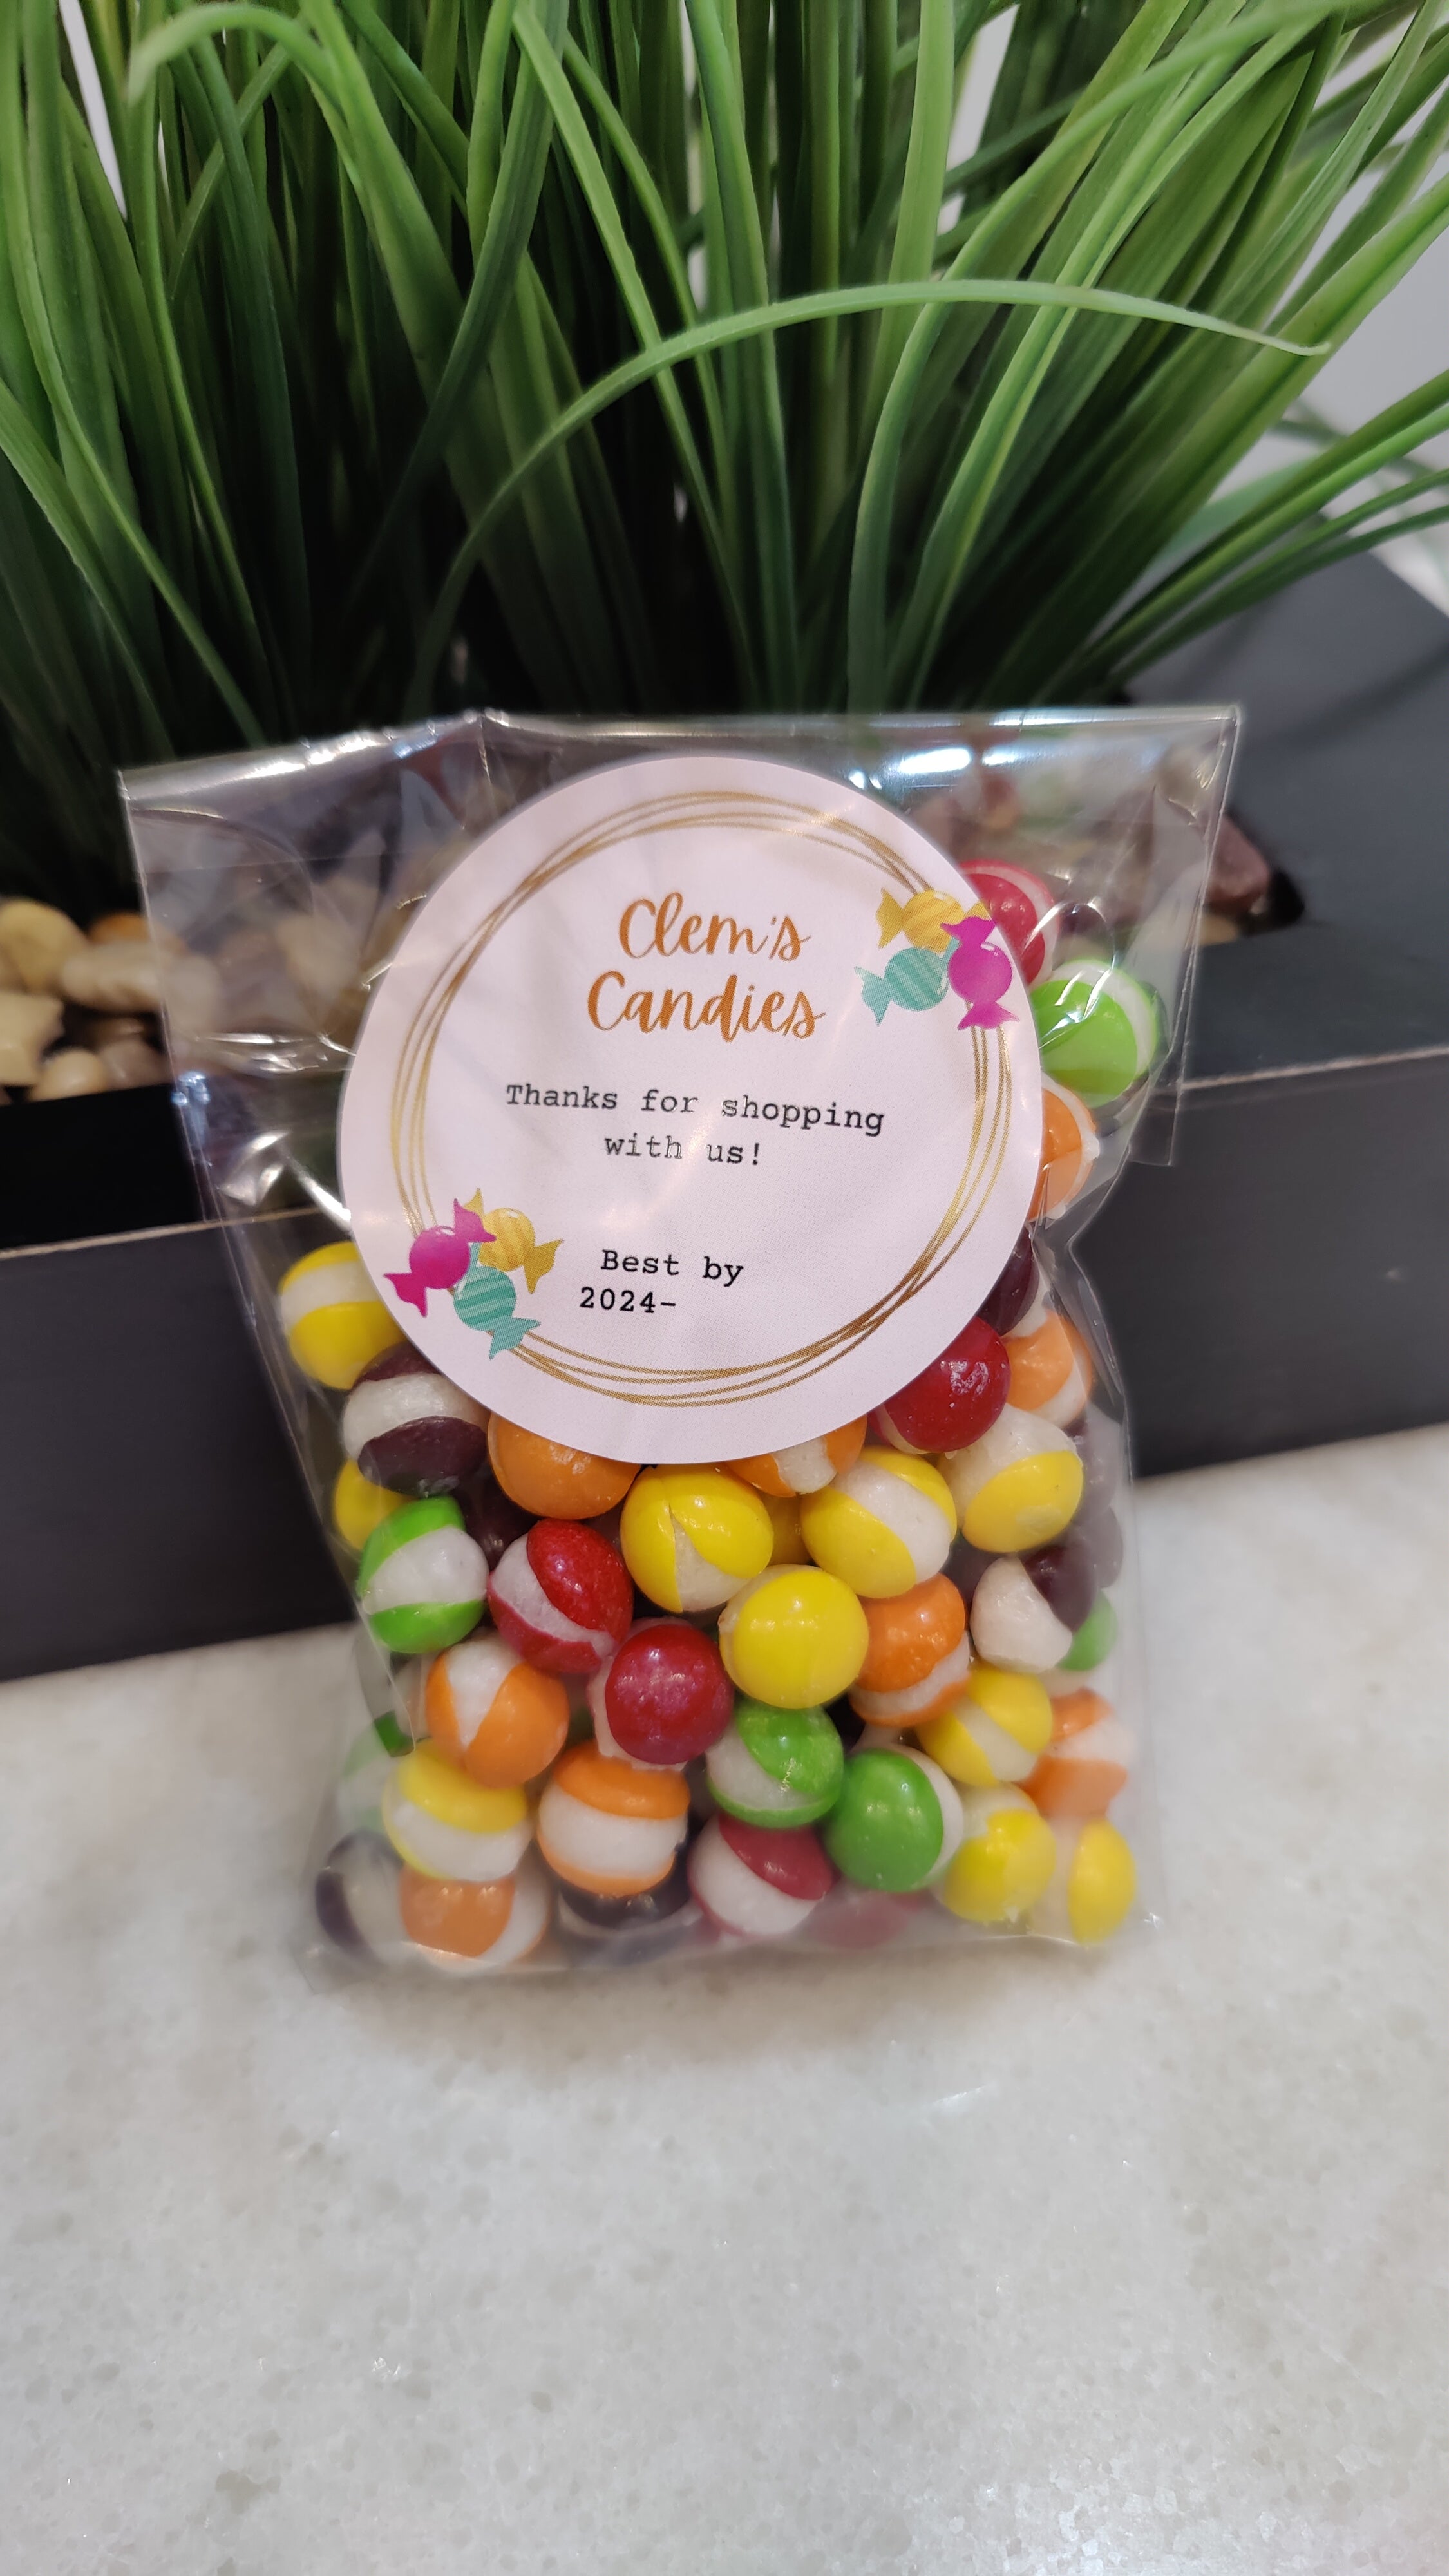 Clem's
Candies
Thanks for shopping
with us!
Best by
2024-